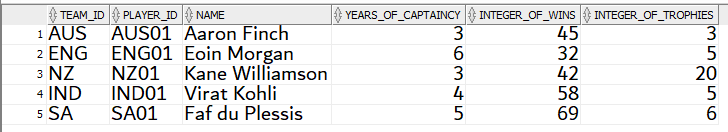 TEAM_ID PLAYER_ID NAME YEARS_OF_CAPTAINCY INTEGER_OF_WINS INTEGER_OF_TROPHIES
1 AUS AUS01 Aaron Finch 3 45 3
2 ENG ENG01 Eoin Morgan 6 32 5
3 NZ NZ01 Kane Williamson 3 42 20
4 IND IND01 Virat Kohli 4 58 5
5 SA SA01 Faf du Plessis 5 69 6